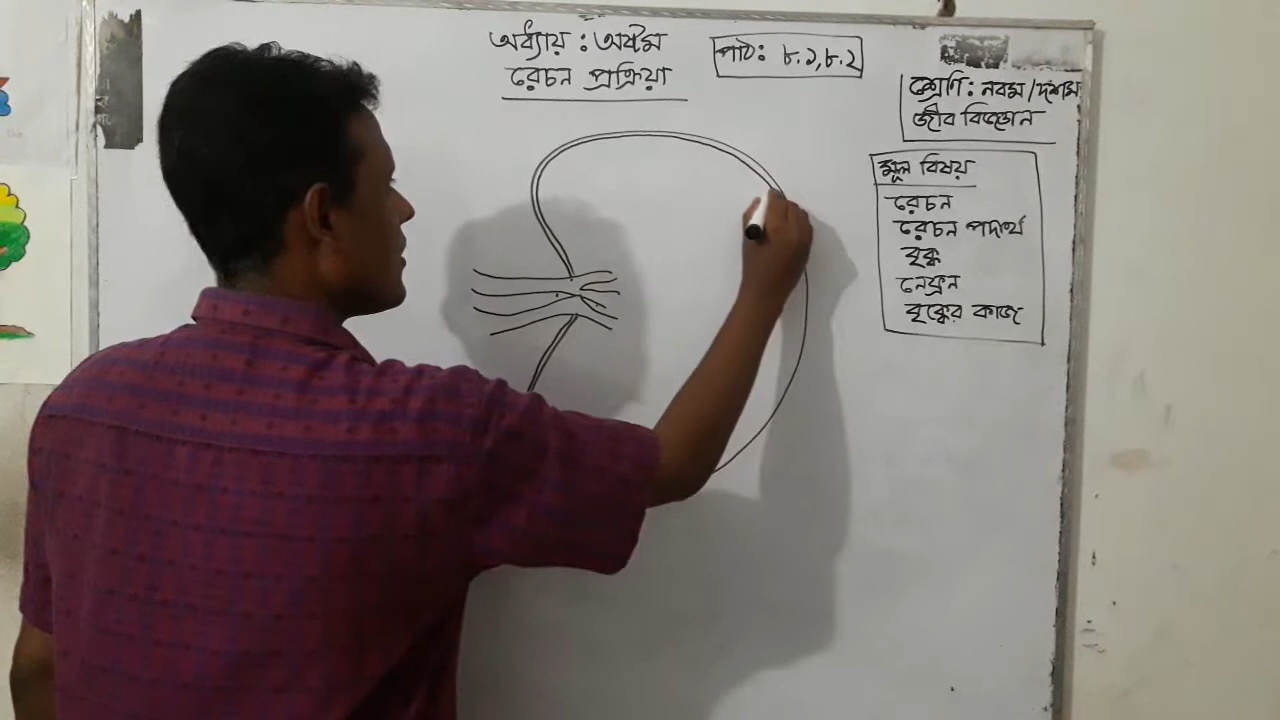 অধ্যায় : অষ্টম
রেচন প্রক্রিয়া
পাঠ: ৮.১, ৮.২
শ্রেণি : নবম / দশম
জীব বিজ্ঞান
মূল বিষয়
রেচন
রেচন পদার্থ
বৃক্ক
নেফ্রন
বৃক্কের কাজ